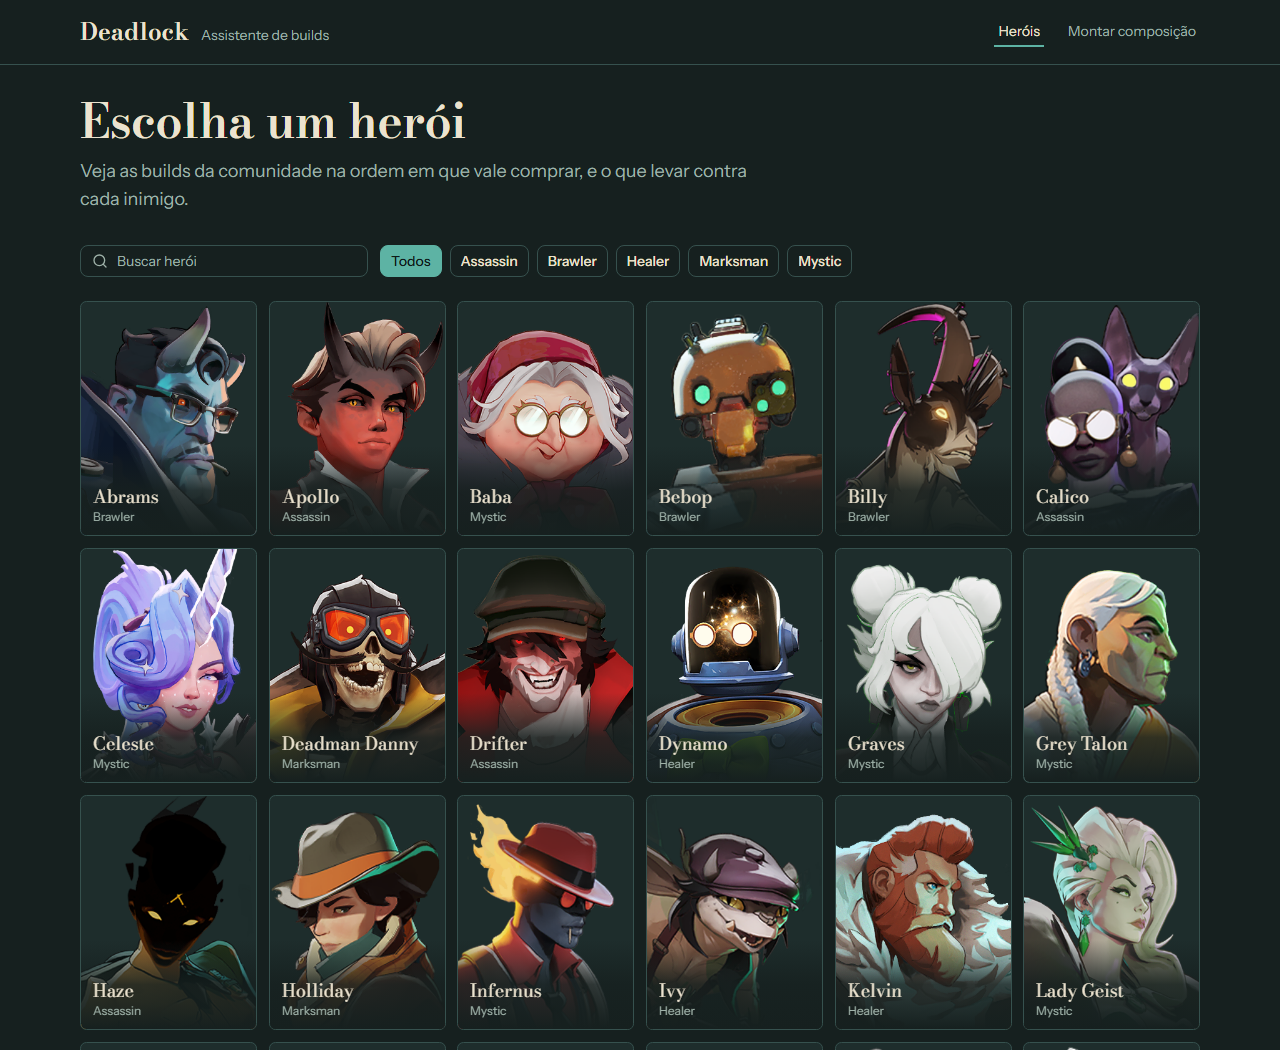 Deadlock Assistente de builds Heróis Montar composição
Escolha um herói
Veja as builds da comunidade na ordem em que vale comprar, e o que levar contra
cada inimigo.
Buscar herói Todos Assassin Brawler Healer Marksman Mystic
Abrams Apollo Baba Bebop Billy Calico
Brawler Assassin Mystic Brawler Brawler Assassin
Celeste Deadman Danny Drifter Dynamo Graves Grey Talon
Mystic Marksman Assassin Healer Mystic Mystic
Haze Holliday Infernus Ivy Kelvin Lady Geist
Assassin Marksman Mystic Healer Healer Mystic